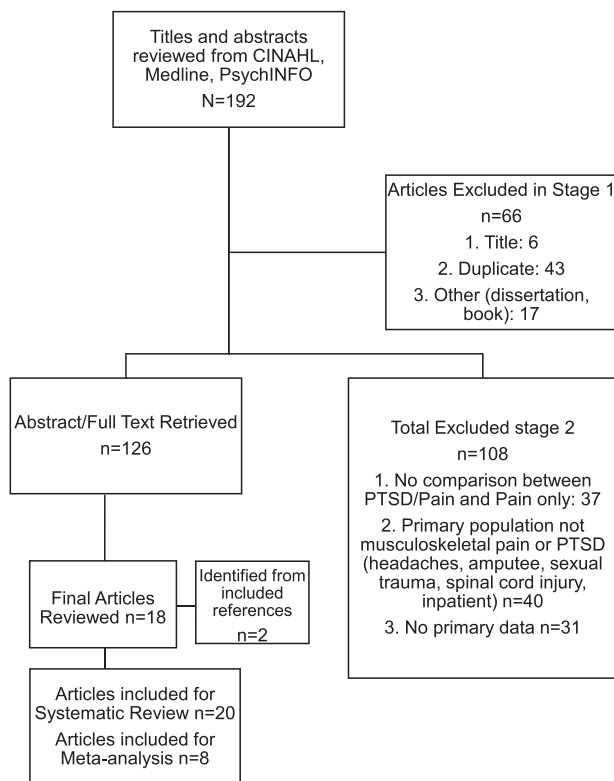 Titles and abstracts
reviewed from CINAHL,
Medline, PsychINFO
N=192
Articles Excluded in Stage 1
n=66
1. Title: 6
2. Duplicate: 43
3. Other (dissertation,
book): 17
Abstract/Full Text Retrieved
n=126
Total Excluded stage 2
n=108
1. No comparison between
PTSD/Pain and Pain only: 37
2. Primary population not
musculoskeletal pain or PTSD
(headaches, amputee, sexual
trauma, spinal cord injury,
inpatient) n=40
3. No primary data n=31
Final Articles
Reviewed n=18
Identified from
included
references
n=2
Articles included for
Systematic Review n=20
Articles included for
Meta-analysis n=8